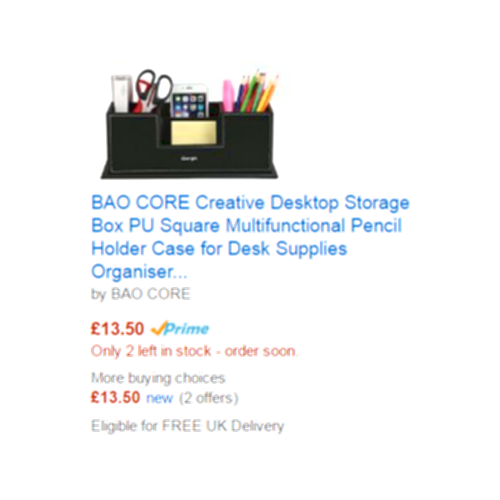 BAO CORE Creative Desktop Storage
Box PU Square Multifunctional Pencil
Holder Case for Desk Supplies
Organiser...
by BAO CORE
£13.50 Prime
Only 2 left in stock - order soon.
More buying choices
£13.50 new (2 offers)
Eligible for FREE UK Delivery